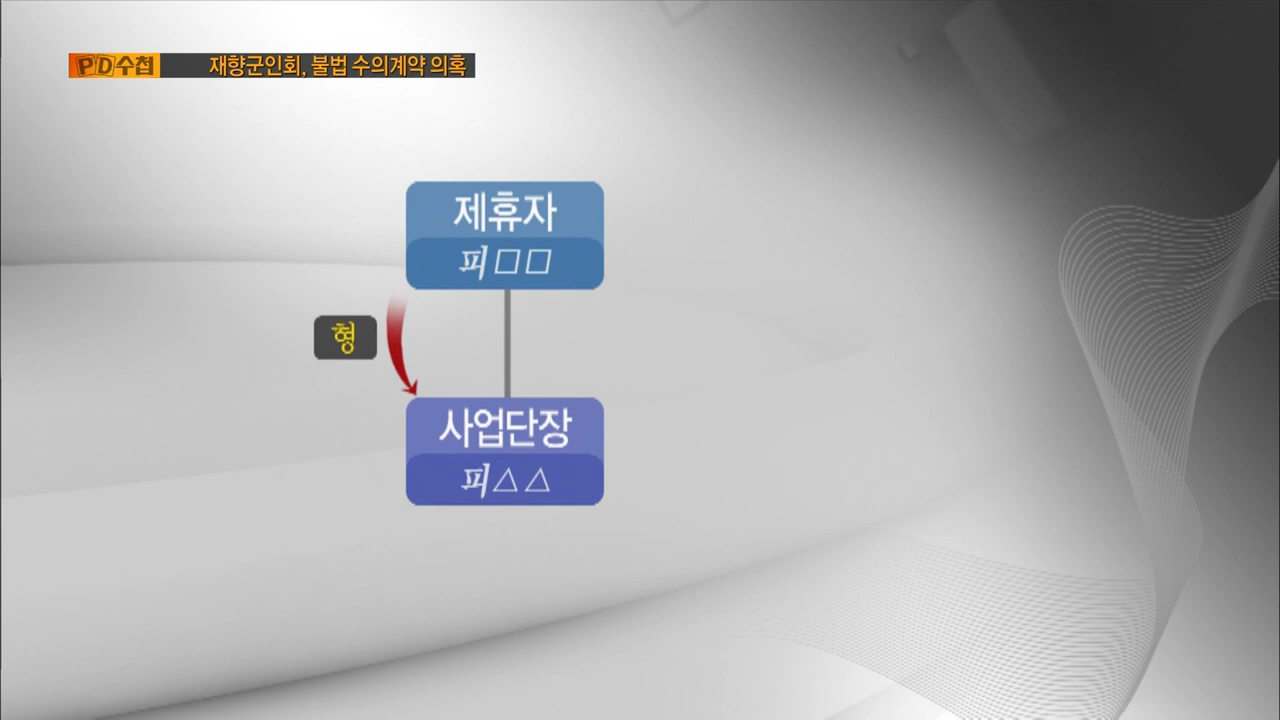 PD수첩 재향군인회, 불법 수의계약 의혹
제휴자
피□□
형
사업단장
피△△